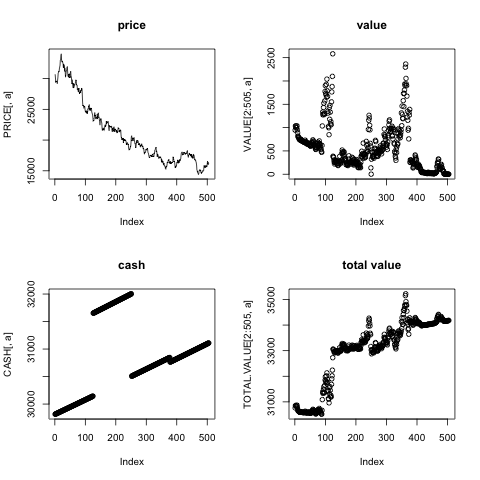 price
PRICE[, a]
15000 25000
0 100 200 300 400 500
Index
value
VALUE[2:505, a]
0 500 1500 2500
0 100 200 300 400 500
Index
cash
CASH[, a]
30000 31000 32000
0 100 200 300 400 500
Index
total value
TOTAL.VALUE[2:505, a]
31000 33000 35000
0 100 200 300 400 500
Index